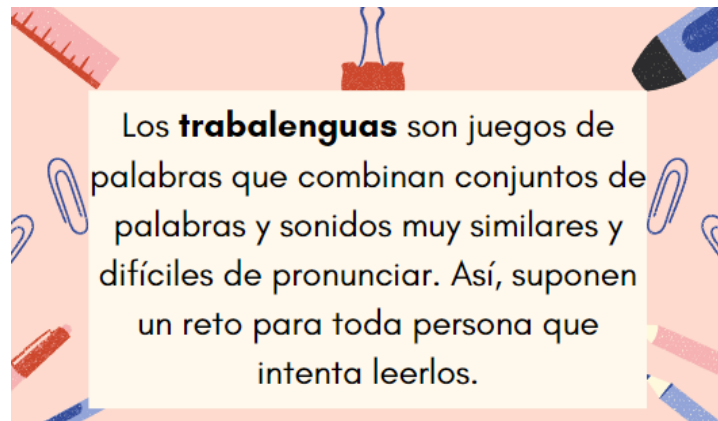 Los trabalenguas son juegos de
palabras que combinan conjuntos de
palabras y sonidos muy similares y
difíciles de pronunciar. Así, suponen
un reto para toda persona que
intenta leerlos.